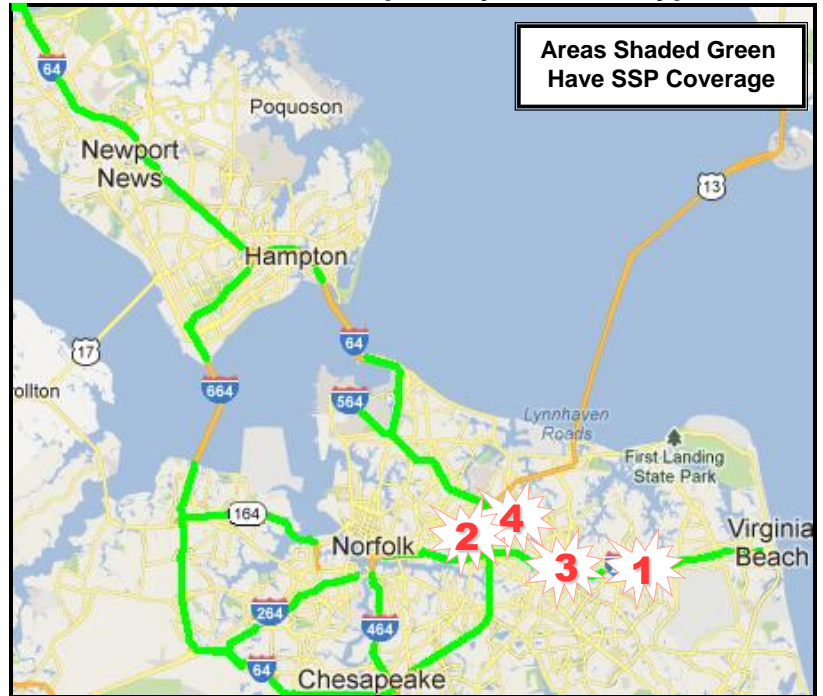 Areas Shaded Green
Have SSP Coverage
64
Poquoson
Newport
News
13
Hampton
17
64
664
ollton
564
Lynnhaven
Roads
First Landing
State Park
164
Norfolk
2
4
3
1
Virginia
Beach
264
464
64
Chesapeake